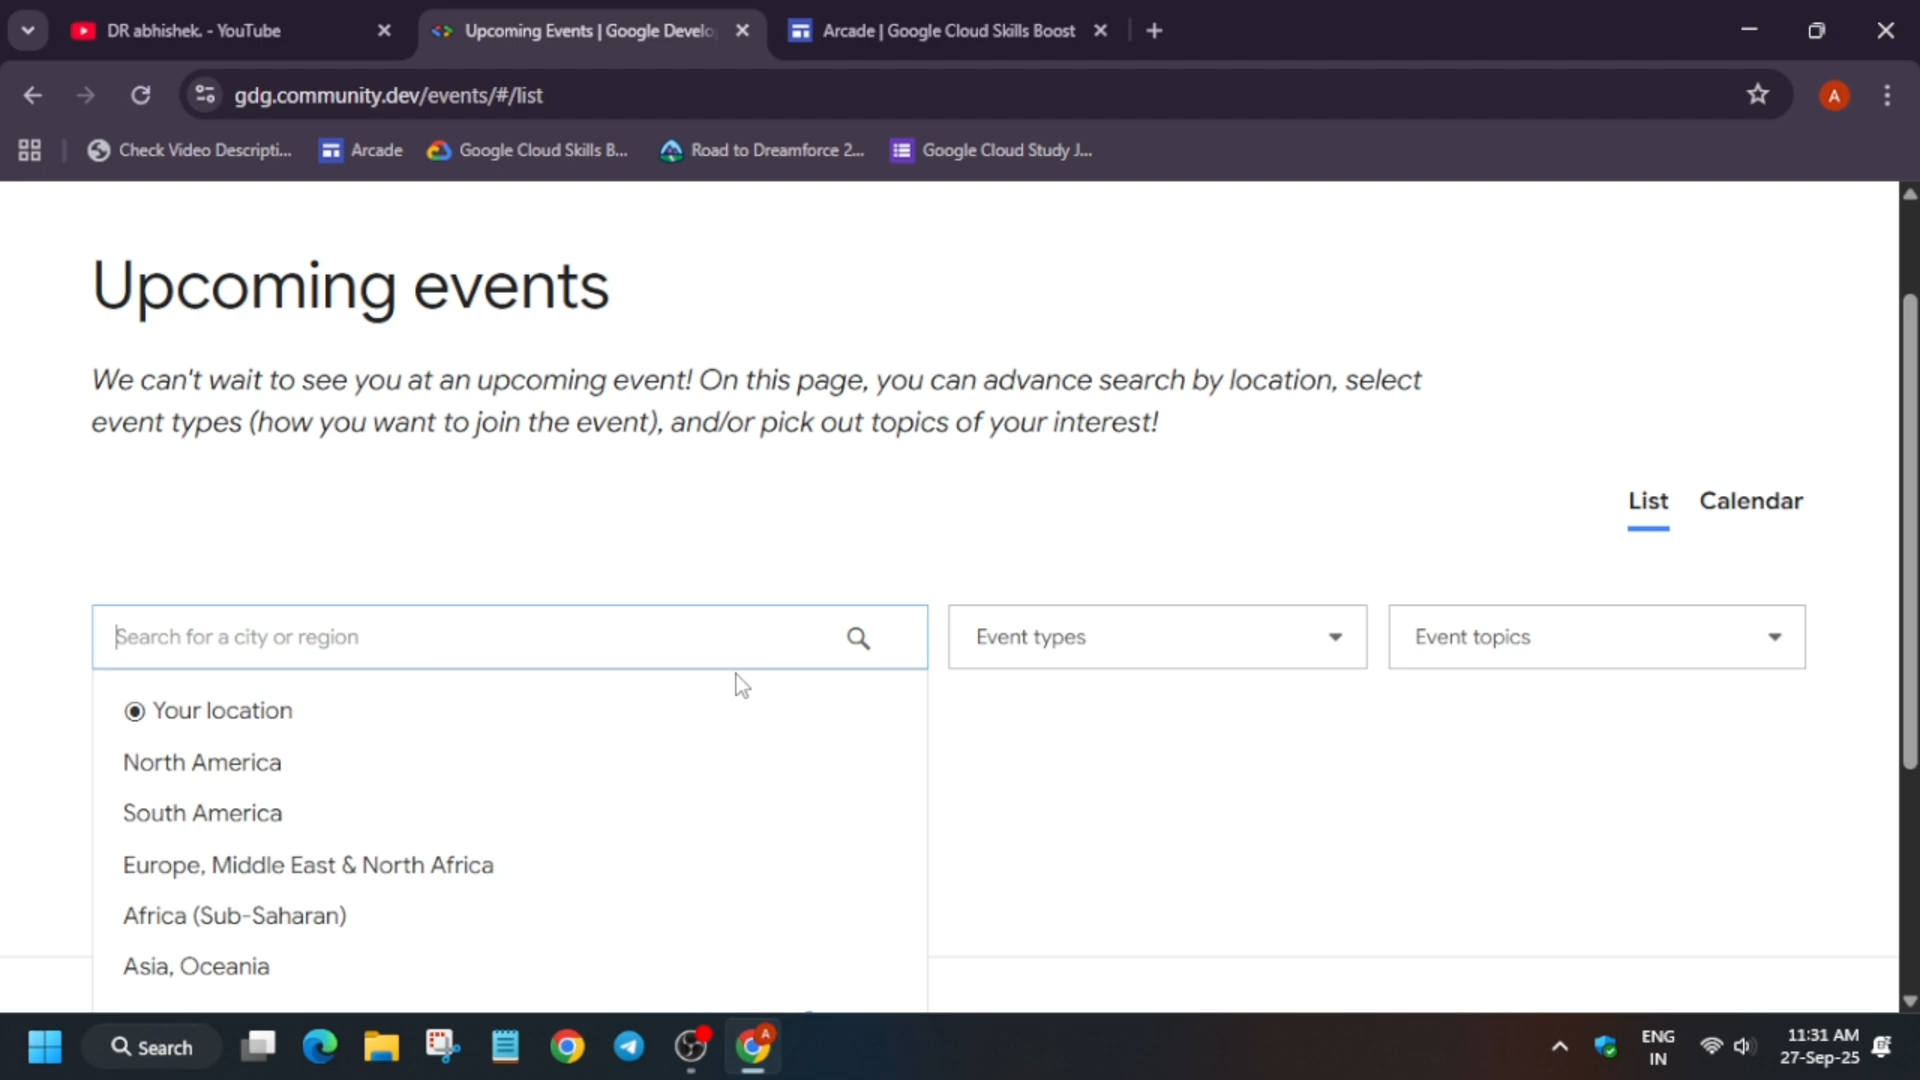 DR abhishek. - YouTube
Upcoming Events | Google Develo
Arcade | Google Cloud Skills Boost
gdg.community.dev/events/#/list
A
Check Video Descripti...
Arcade
Google Cloud Skills B...
Road to Dreamforce 2...
Google Cloud Study J...
Upcoming events
We can't wait to see you at an upcoming event! On this page, you can advance search by location, select
event types (how you want to join the event), and/or pick out topics of your interest!
List
Calendar
Search for a city or region
Event types
Event topics
Your location
North America
South America
Europe, Middle East & North Africa
Africa (Sub-Saharan)
Asia, Oceania
Search
A
ENG
IN
11:31 AM
27-Sep-25